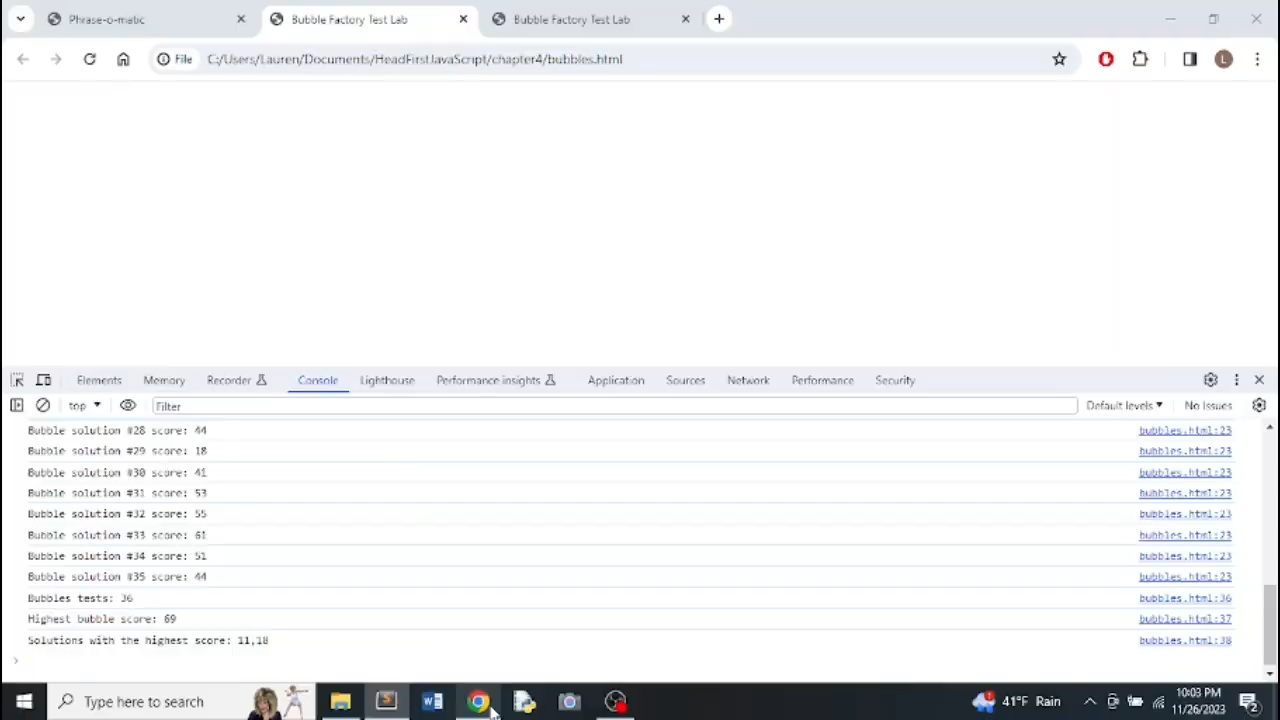 Phrase-o-matic
Bubble Factory Test Lab
Bubble Factory Test Lab
File
C:/Users/Lauren/Documents/HeadFirstJavaScript/chapter4/bubbles.html
L
Elements
Memory
Recorder
Console
Lighthouse
Performance insights
Application
Sources
Network
Performance
Security
top
Filter
Default levels
No Issues
Bubble solution #28 score: 44 bubbles.html:23
Bubble solution #29 score: 18 bubbles.html:23
Bubble solution #30 score: 41 bubbles.html:23
Bubble solution #31 score: 53 bubbles.html:23
Bubble solution #32 score: 55 bubbles.html:23
Bubble solution #33 score: 61 bubbles.html:23
Bubble solution #34 score: 51 bubbles.html:23
Bubble solution #35 score: 44 bubbles.html:23
Bubbles tests: 36 bubbles.html:36
Highest bubble score: 69 bubbles.html:37
Solutions with the highest score: 11,18 bubbles.html:38
Type here to search
41°F Rain
10:03 PM
11/26/2023
2